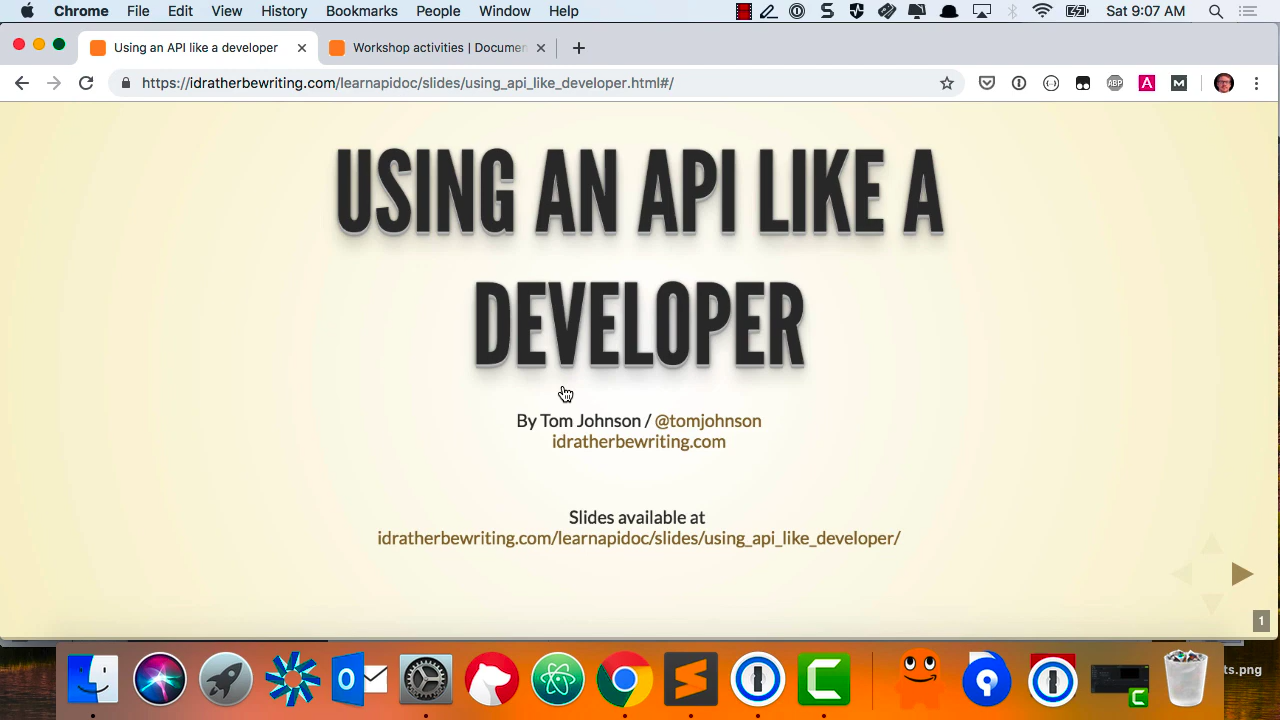 Chrome File Edit View History Bookmarks People Window Help Sat 9:07 AM
Using an API like a developer
Workshop activities | Documen
https://idratherbewriting.com/learnapidoc/slides/using_api_like_developer.html#/
ABP A M
USING AN API LIKE A
DEVELOPER
By Tom Johnson / @tomjohnson
idratherbewriting.com
Slides available at
idratherbewriting.com/learnapidoc/slides/using_api_like_developer/
1
ts.png